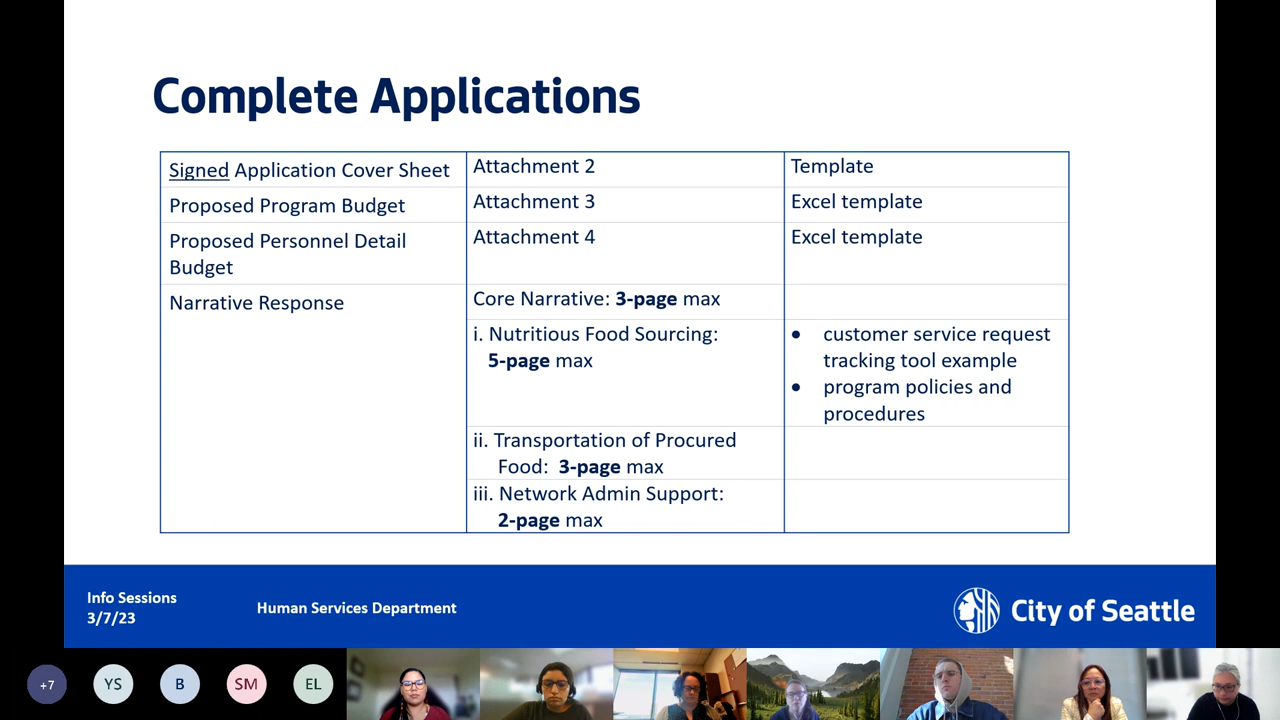 Complete Applications
Signed Application Cover Sheet
Attachment 2
Template
Proposed Program Budget
Attachment 3
Excel template
Proposed Personnel Detail
Budget
Attachment 4
Excel template
Narrative Response
Core Narrative: 3-page max
i. Nutritious Food Sourcing:
5-page max
• customer service request
tracking tool example
• program policies and
procedures
ii. Transportation of Procured
Food: 3-page max
iii. Network Admin Support:
2-page max
Info Sessions
3/7/23
Human Services Department
City of Seattle
+7
YS
B
SM
EL